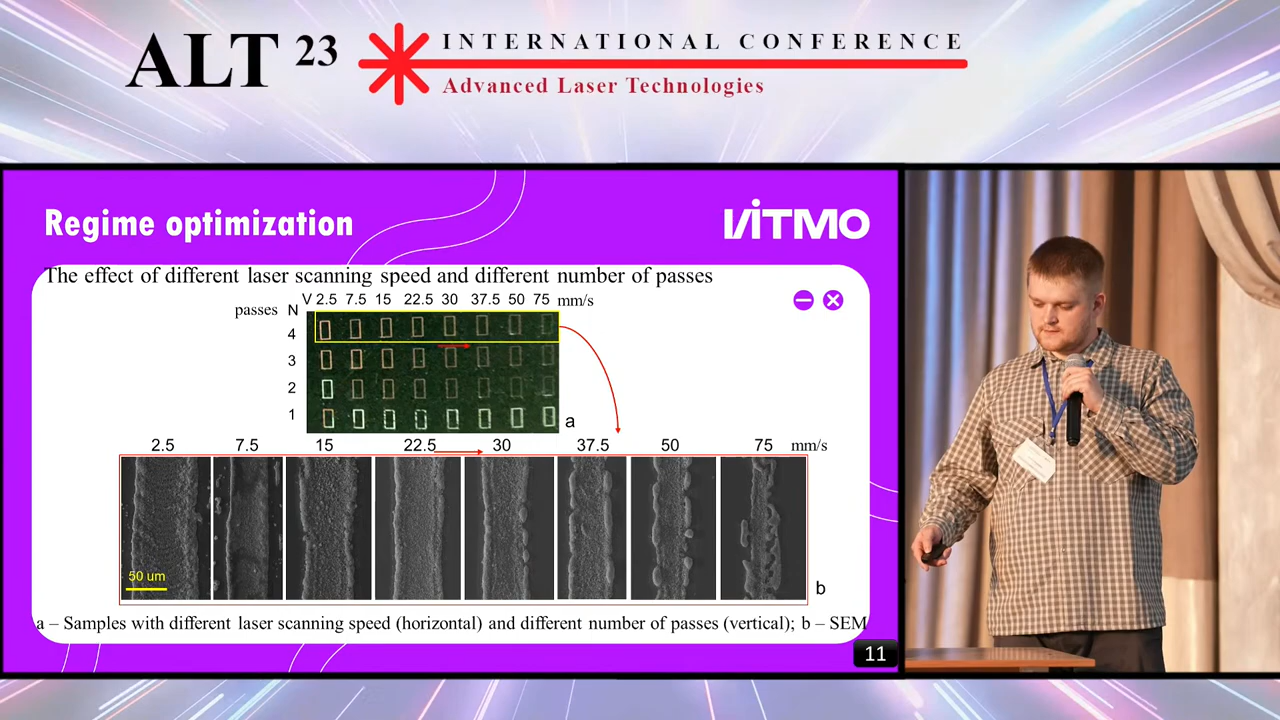 ALT 23
INTERNATIONAL CONFERENCE
Advanced Laser Technologies
Regime optimization
ITMO
The effect of different laser scanning speed and different number of passes
passes N V 2.5 7.5 15 22.5 30 37.5 50 75 mm/s
4
3
2
1
a
2.5 7.5 15 22.5 30 37.5 50 75 mm/s
50 um
b
a – Samples with different laser scanning speed (horizontal) and different number of passes (vertical); b – SEM
11